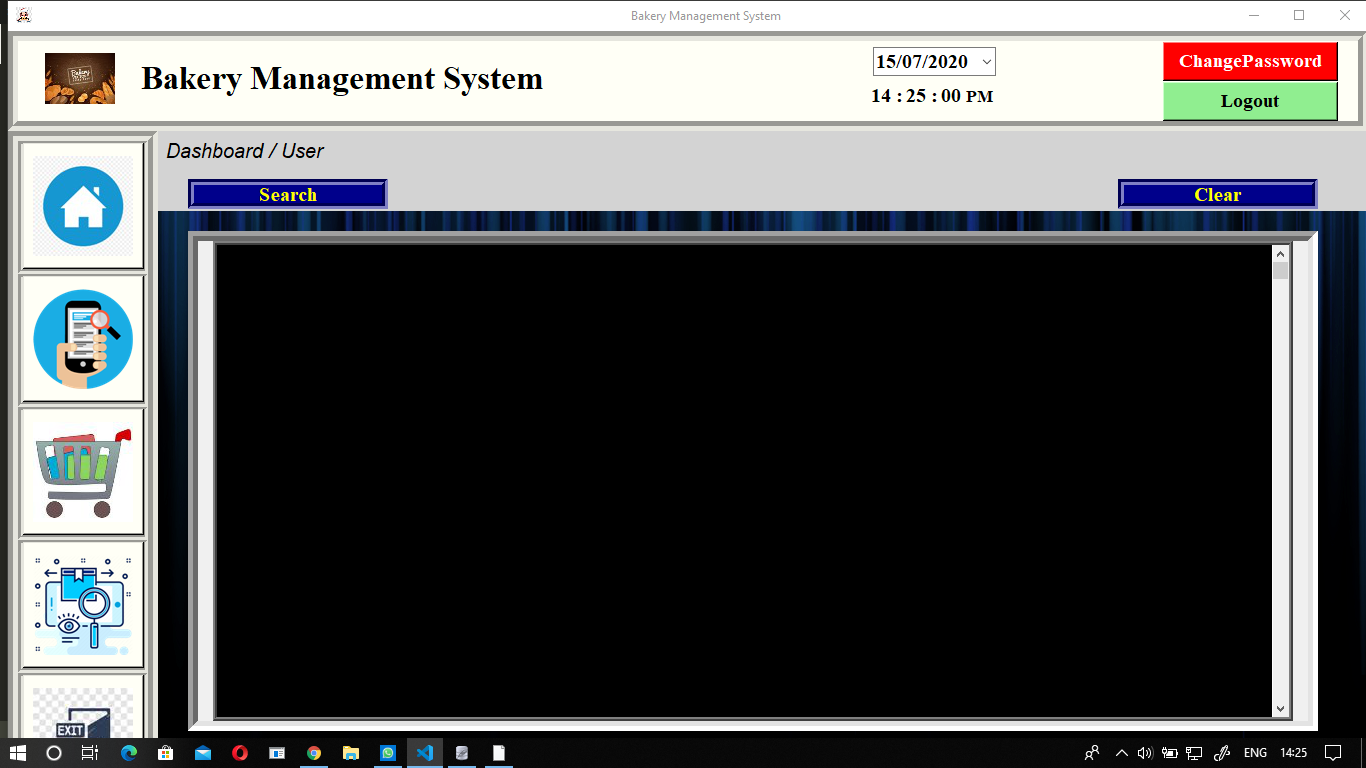 Bakery Management System
Bakery
Bakery Management System
15/07/2020
14 : 25 : 00 PM
ChangePassword
Logout
Dashboard / User
Search
Clear
EXIT
ENG
14:25